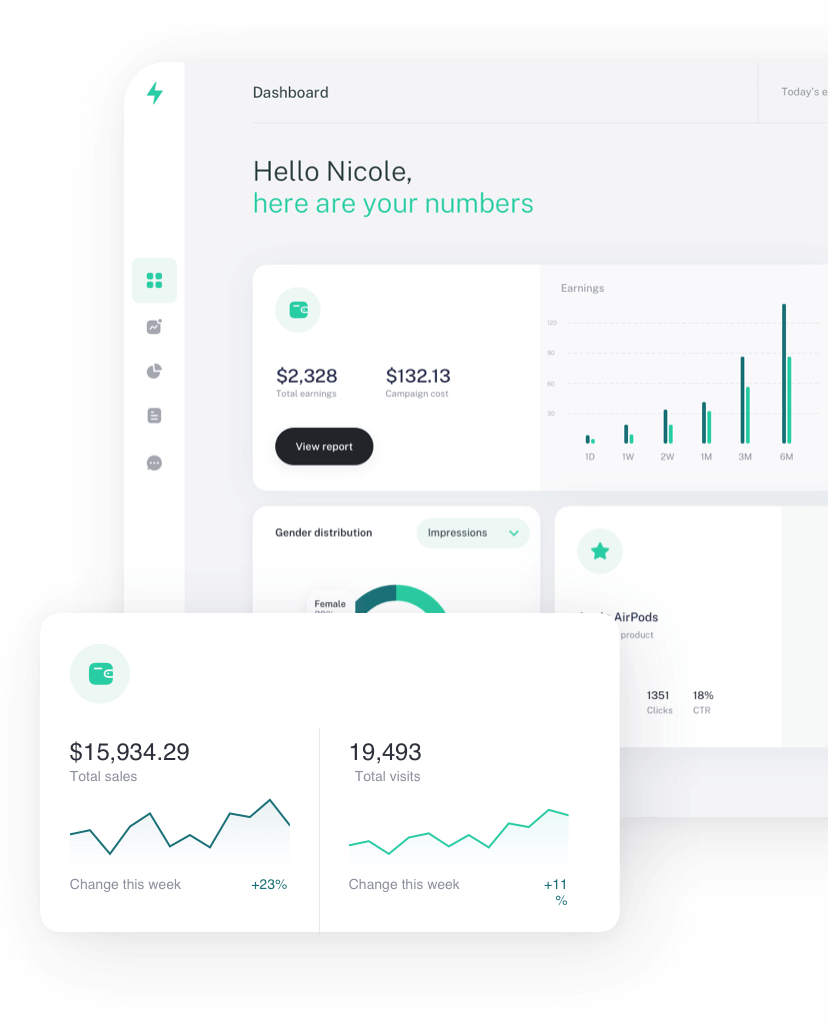 Dashboard
Today's e
Hello Nicole,
here are your numbers
$2,328
Total earnings
$132.13
Campaign cost
View report
Earnings
120
90
60
30
1D
1W
2W
1M
3M
6M
Gender distribution
Impressions
Female
AirPods
product
1351
Clicks
18%
CTR
$15,934.29
Total sales
Change this week
+23%
19,493
Total visits
Change this week
+11
%